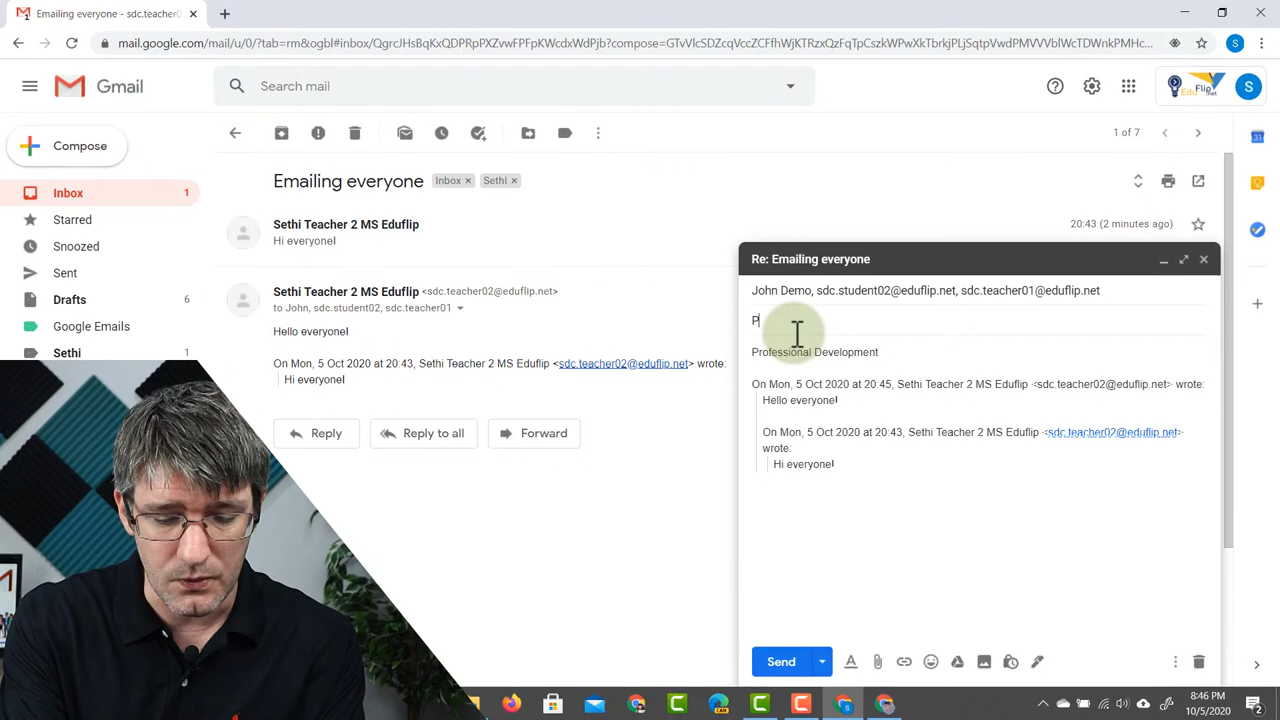 Emailing everyone - sdc.teacher0
mail.google.com/mail/u/0/?tab=rm&ogbl#inbox/QgrcJHsBqKxQDPRpPXZvwFPFpKWcdxWdPjb?compose=GTvVlcSDZcqVccZCFfhWjKTRzxQzFqTpCszkWPwXkTbrkjPLjSqtpVwdPMVVVblWcTDWnkPMHc...
S
Gmail
Search mail
Edu Flip.net
S
Compose
1 of 7
Inbox 1
Starred
Snoozed
Sent
Drafts 6
Google Emails
Sethi
Emailing everyone
Inbox
Sethi
Sethi Teacher 2 MS Eduflip
20:43 (2 minutes ago)
Hi everyone!
Sethi Teacher 2 MS Eduflip <sdc.teacher02@eduflip.net>
to John, sdc.student02, sdc.teacher01
Hello everyone!
On Mon, 5 Oct 2020 at 20:43, Sethi Teacher 2 MS Eduflip <sdc.teacher02@eduflip.net> wrote:
Hi everyone!
Reply
Reply to all
Forward
Re: Emailing everyone
John Demo, sdc.student02@eduflip.net, sdc.teacher01@eduflip.net
P
Professional Development
On Mon, 5 Oct 2020 at 20:45, Sethi Teacher 2 MS Eduflip <sdc.teacher02@eduflip.net> wrote:
Hello everyone!
On Mon, 5 Oct 2020 at 20:43, Sethi Teacher 2 MS Eduflip <sdc.teacher02@eduflip.net>
wrote:
Hi everyone!
Send
8:46 PM
10/5/2020
2